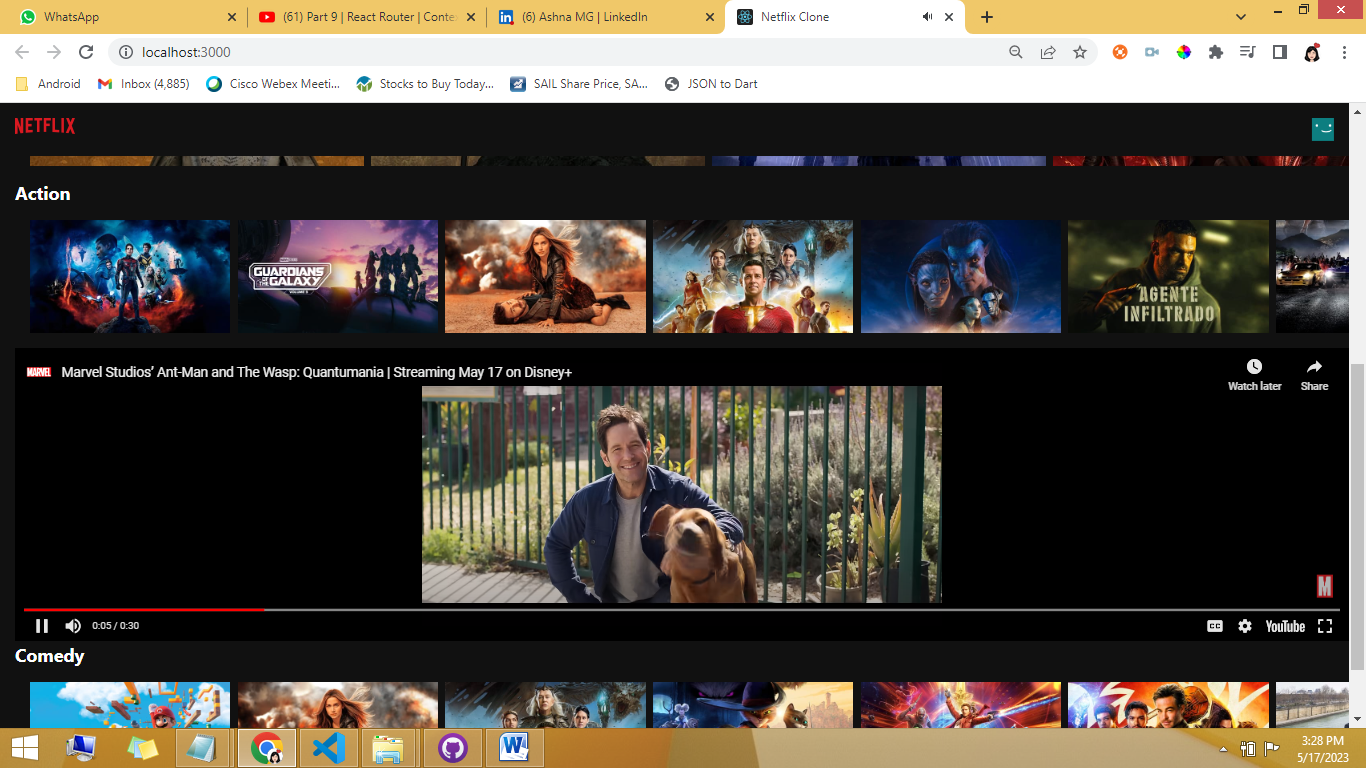 WhatsApp
(61) Part 9 | React Router | Conte
(6) Ashna MG | LinkedIn
Netflix Clone
localhost:3000
Android
Inbox (4,885)
Cisco Webex Meeti...
Stocks to Buy Today...
SAIL Share Price, SA...
JSON to Dart
NETFLIX
Action
GUARDIANS
OF THE GALAXY
VOLUME 3
AGENTE
INFILTRADO
MARVEL
Marvel Studios’ Ant-Man and The Wasp: Quantumania | Streaming May 17 on Disney+
Watch later
Share
M
0:05 / 0:30
CC
YouTube
Comedy
3:28 PM
5/17/2023